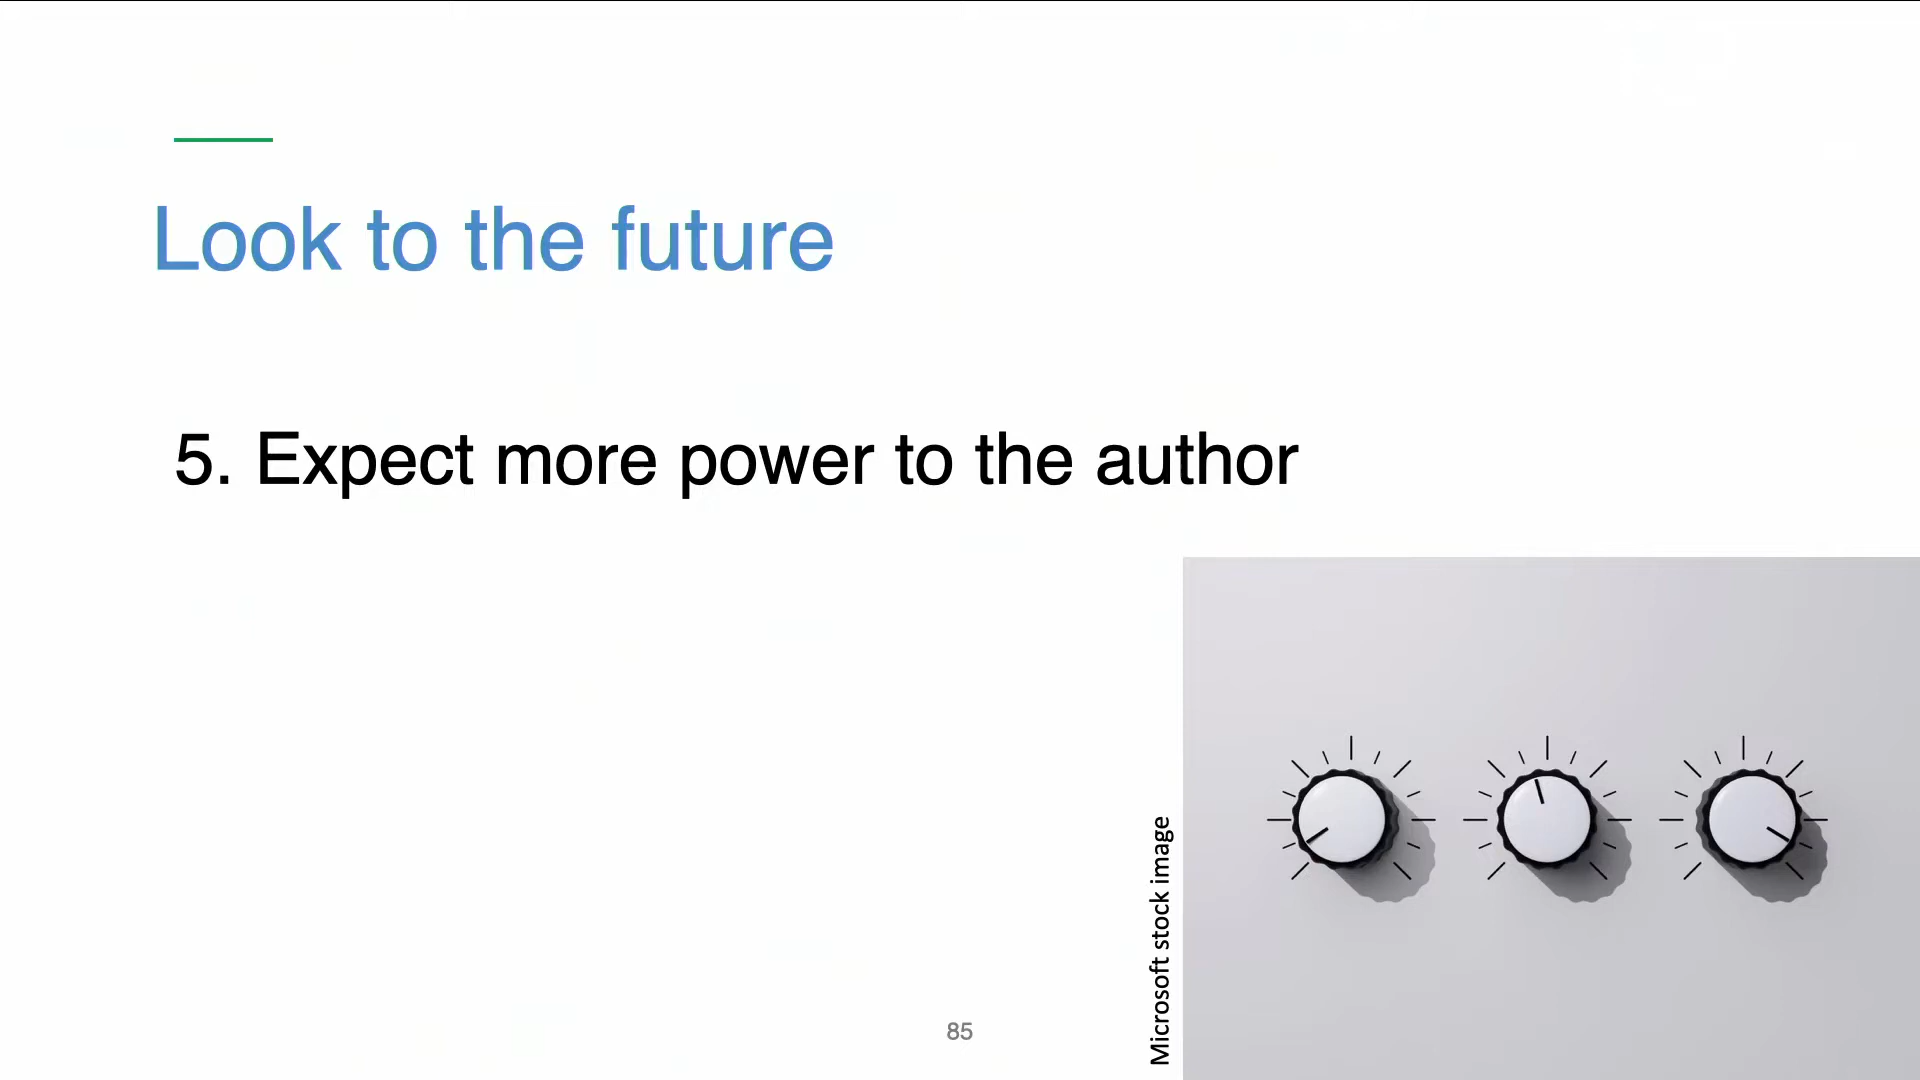 Look to the future
5. Expect more power to the author
Microsoft stock image
85